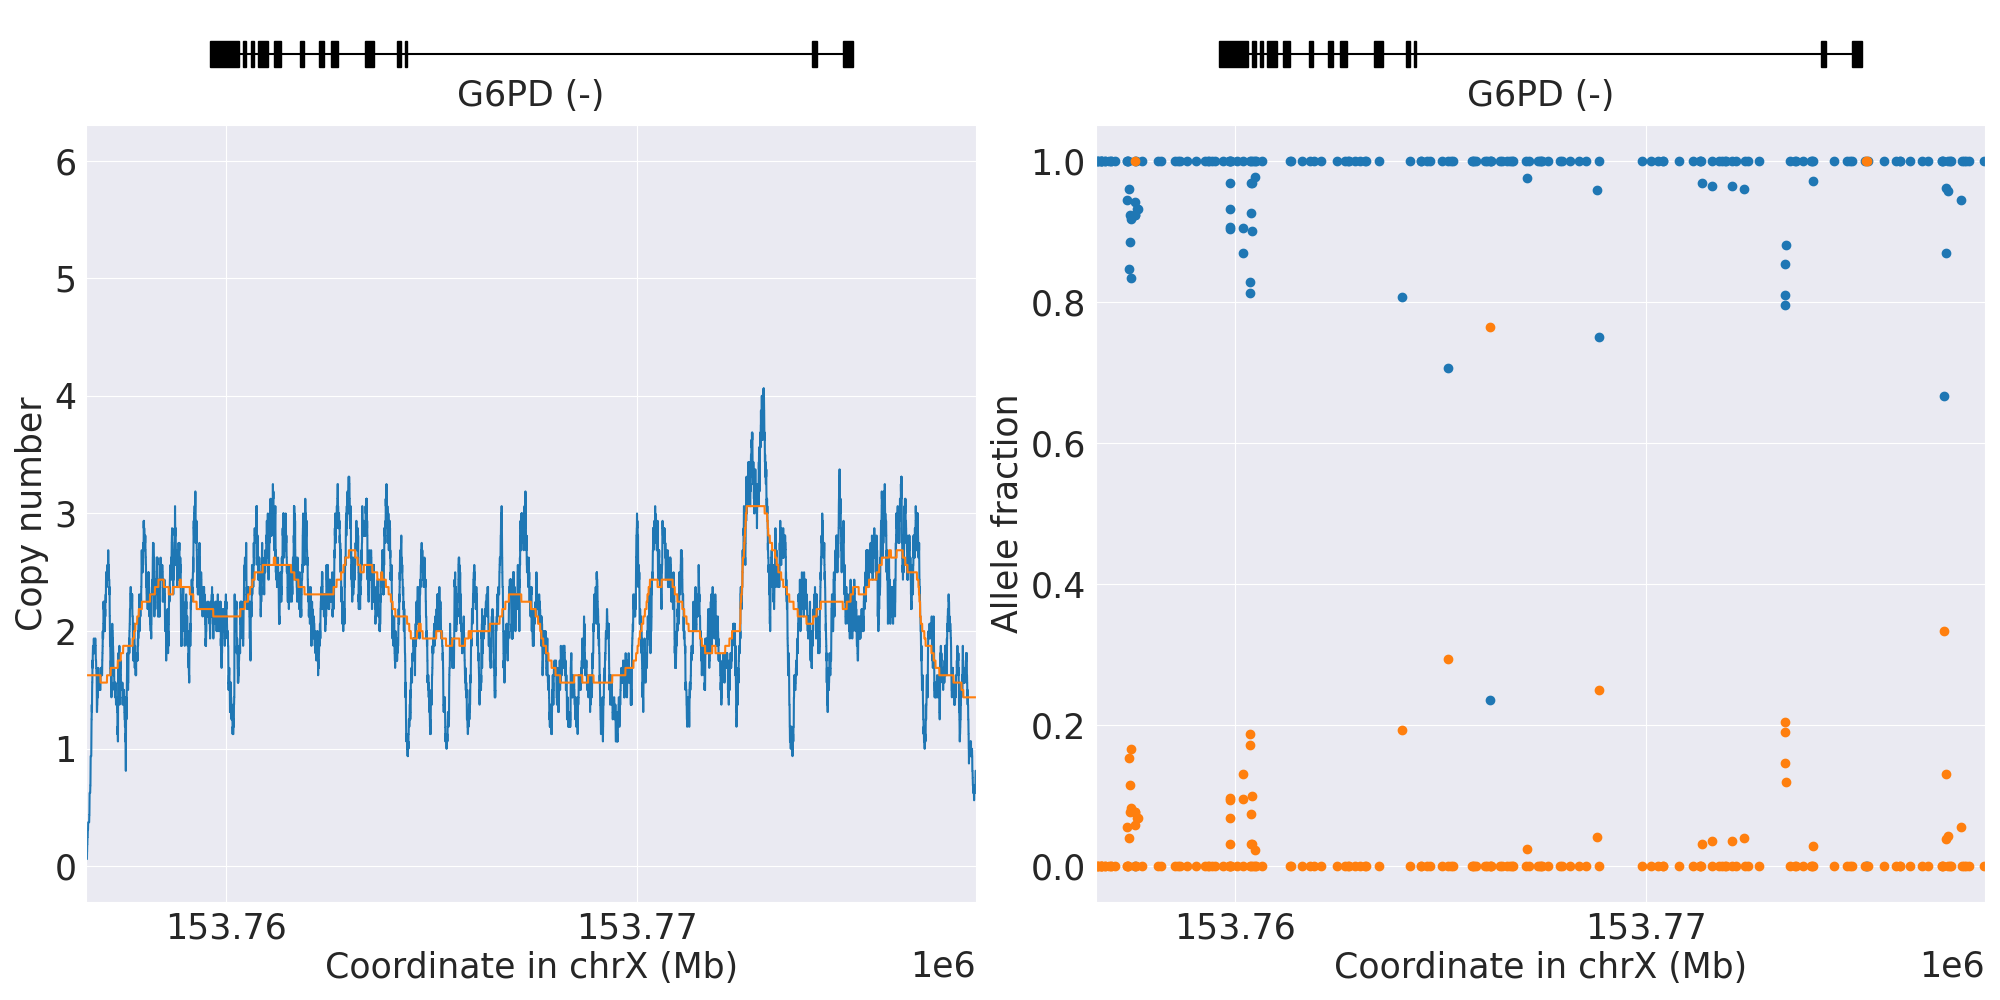 G6PD (-)
Copy number
6
5
4
3
2
1
0
153.76
153.77
Coordinate in chrX (Mb)
1e6
G6PD (-)
Allele fraction
1.0
0.8
0.6
0.4
0.2
0.0
153.76
153.77
Coordinate in chrX (Mb)
1e6